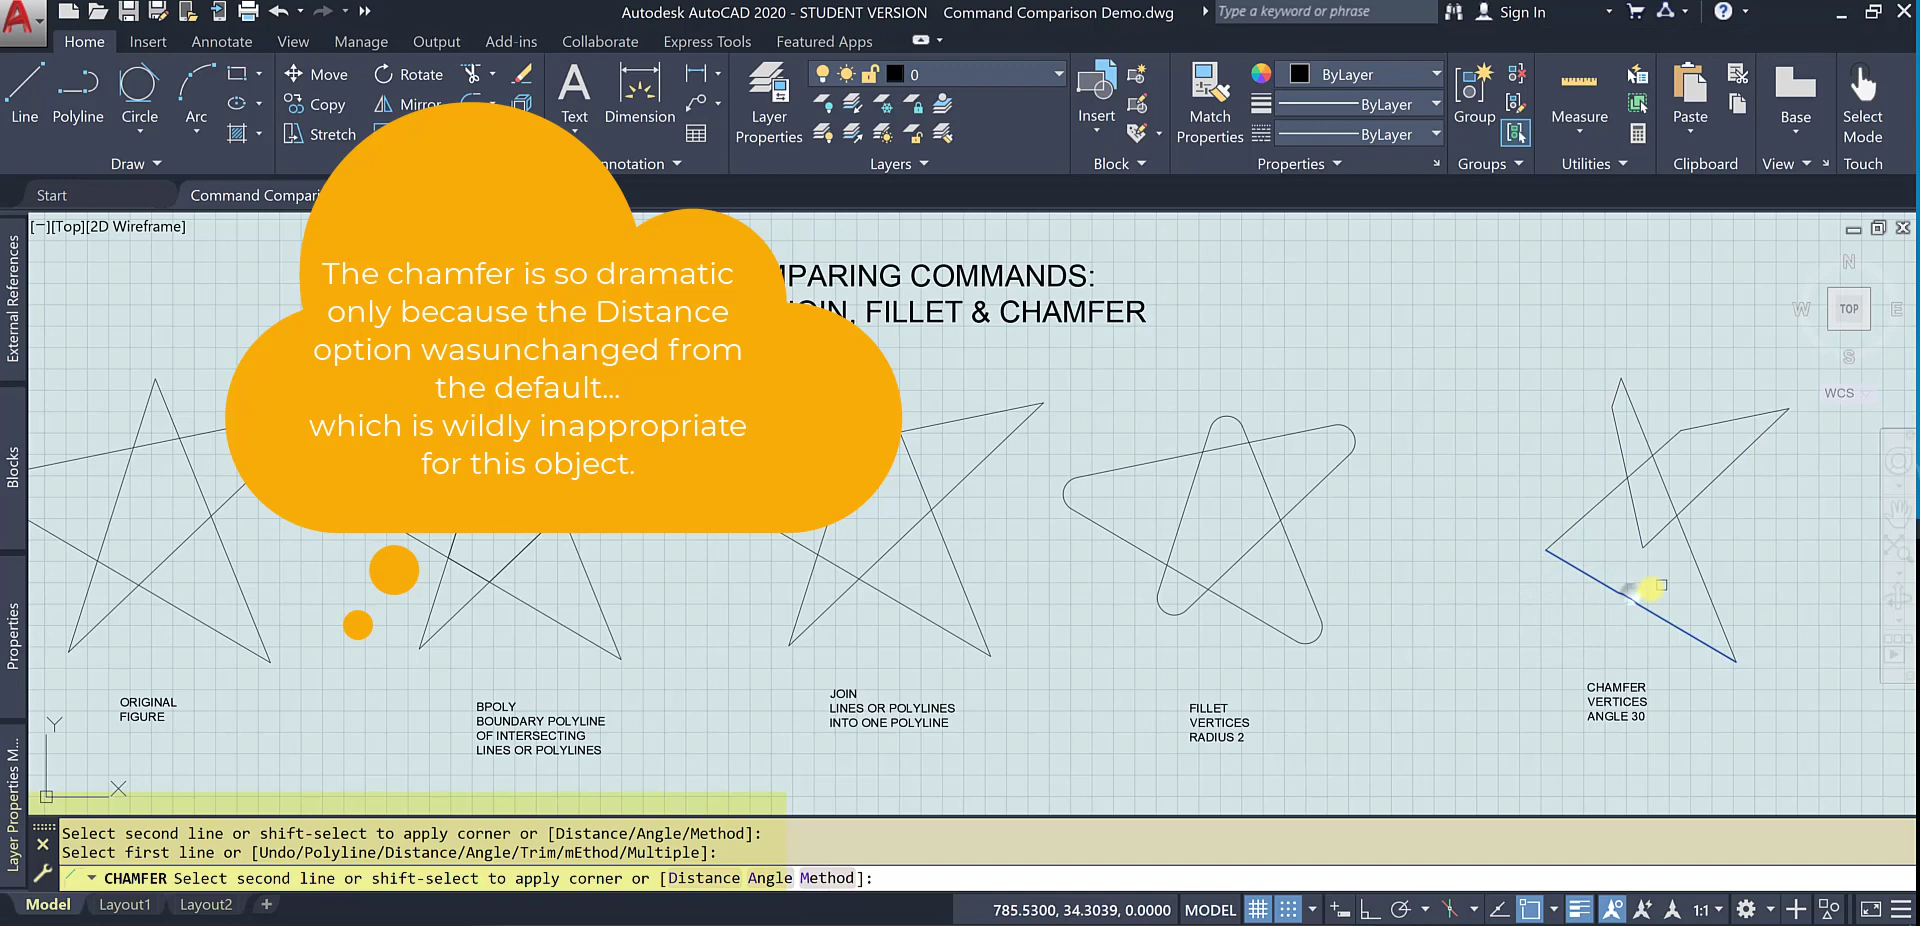 Autodesk AutoCAD 2020 - STUDENT VERSION Command Comparison Demo.dwg
Type a keyword or phrase
Sign In
Home Insert Annotate View Manage Output Add-ins Collaborate Express Tools Featured Apps
Line
Polyline
Circle
Arc
Move
Copy
Stretch
Rotate
Mirror
Text
Dimension
Layer
Properties
0
Insert
Match
Properties
ByLayer
ByLayer
ByLayer
Group
Measure
Paste
Base
Select
Mode
Draw
nnotation
Layers
Block
Properties
Groups
Utilities
Clipboard
View
Touch
Start
Command Compari
[−][Top][2D Wireframe]
External References
Blocks
Properties
Layer Properties M...
The chamfer is so dramatic
only because the Distance
option wasunchanged from
the default...
which is wildly inappropriate
for this object.
MPARING COMMANDS:
OIN, FILLET & CHAMFER
N
W
TOP
E
S
WCS
ORIGINAL
FIGURE
BPOLY
BOUNDARY POLYLINE
OF INTERSECTING
LINES OR POLYLINES
JOIN
LINES OR POLYLINES
INTO ONE POLYLINE
FILLET
VERTICES
RADIUS 2
CHAMFER
VERTICES
ANGLE 30
Y
X
Select second line or shift-select to apply corner or [Distance/Angle/Method]:
Select first line or [Undo/Polyline/Distance/Angle/Trim/mEthod/Multiple]:
CHAMFER Select second line or shift-select to apply corner or [Distance Angle Method]:
Model Layout1 Layout2 +
785.5300, 34.3039, 0.0000 MODEL
1:1